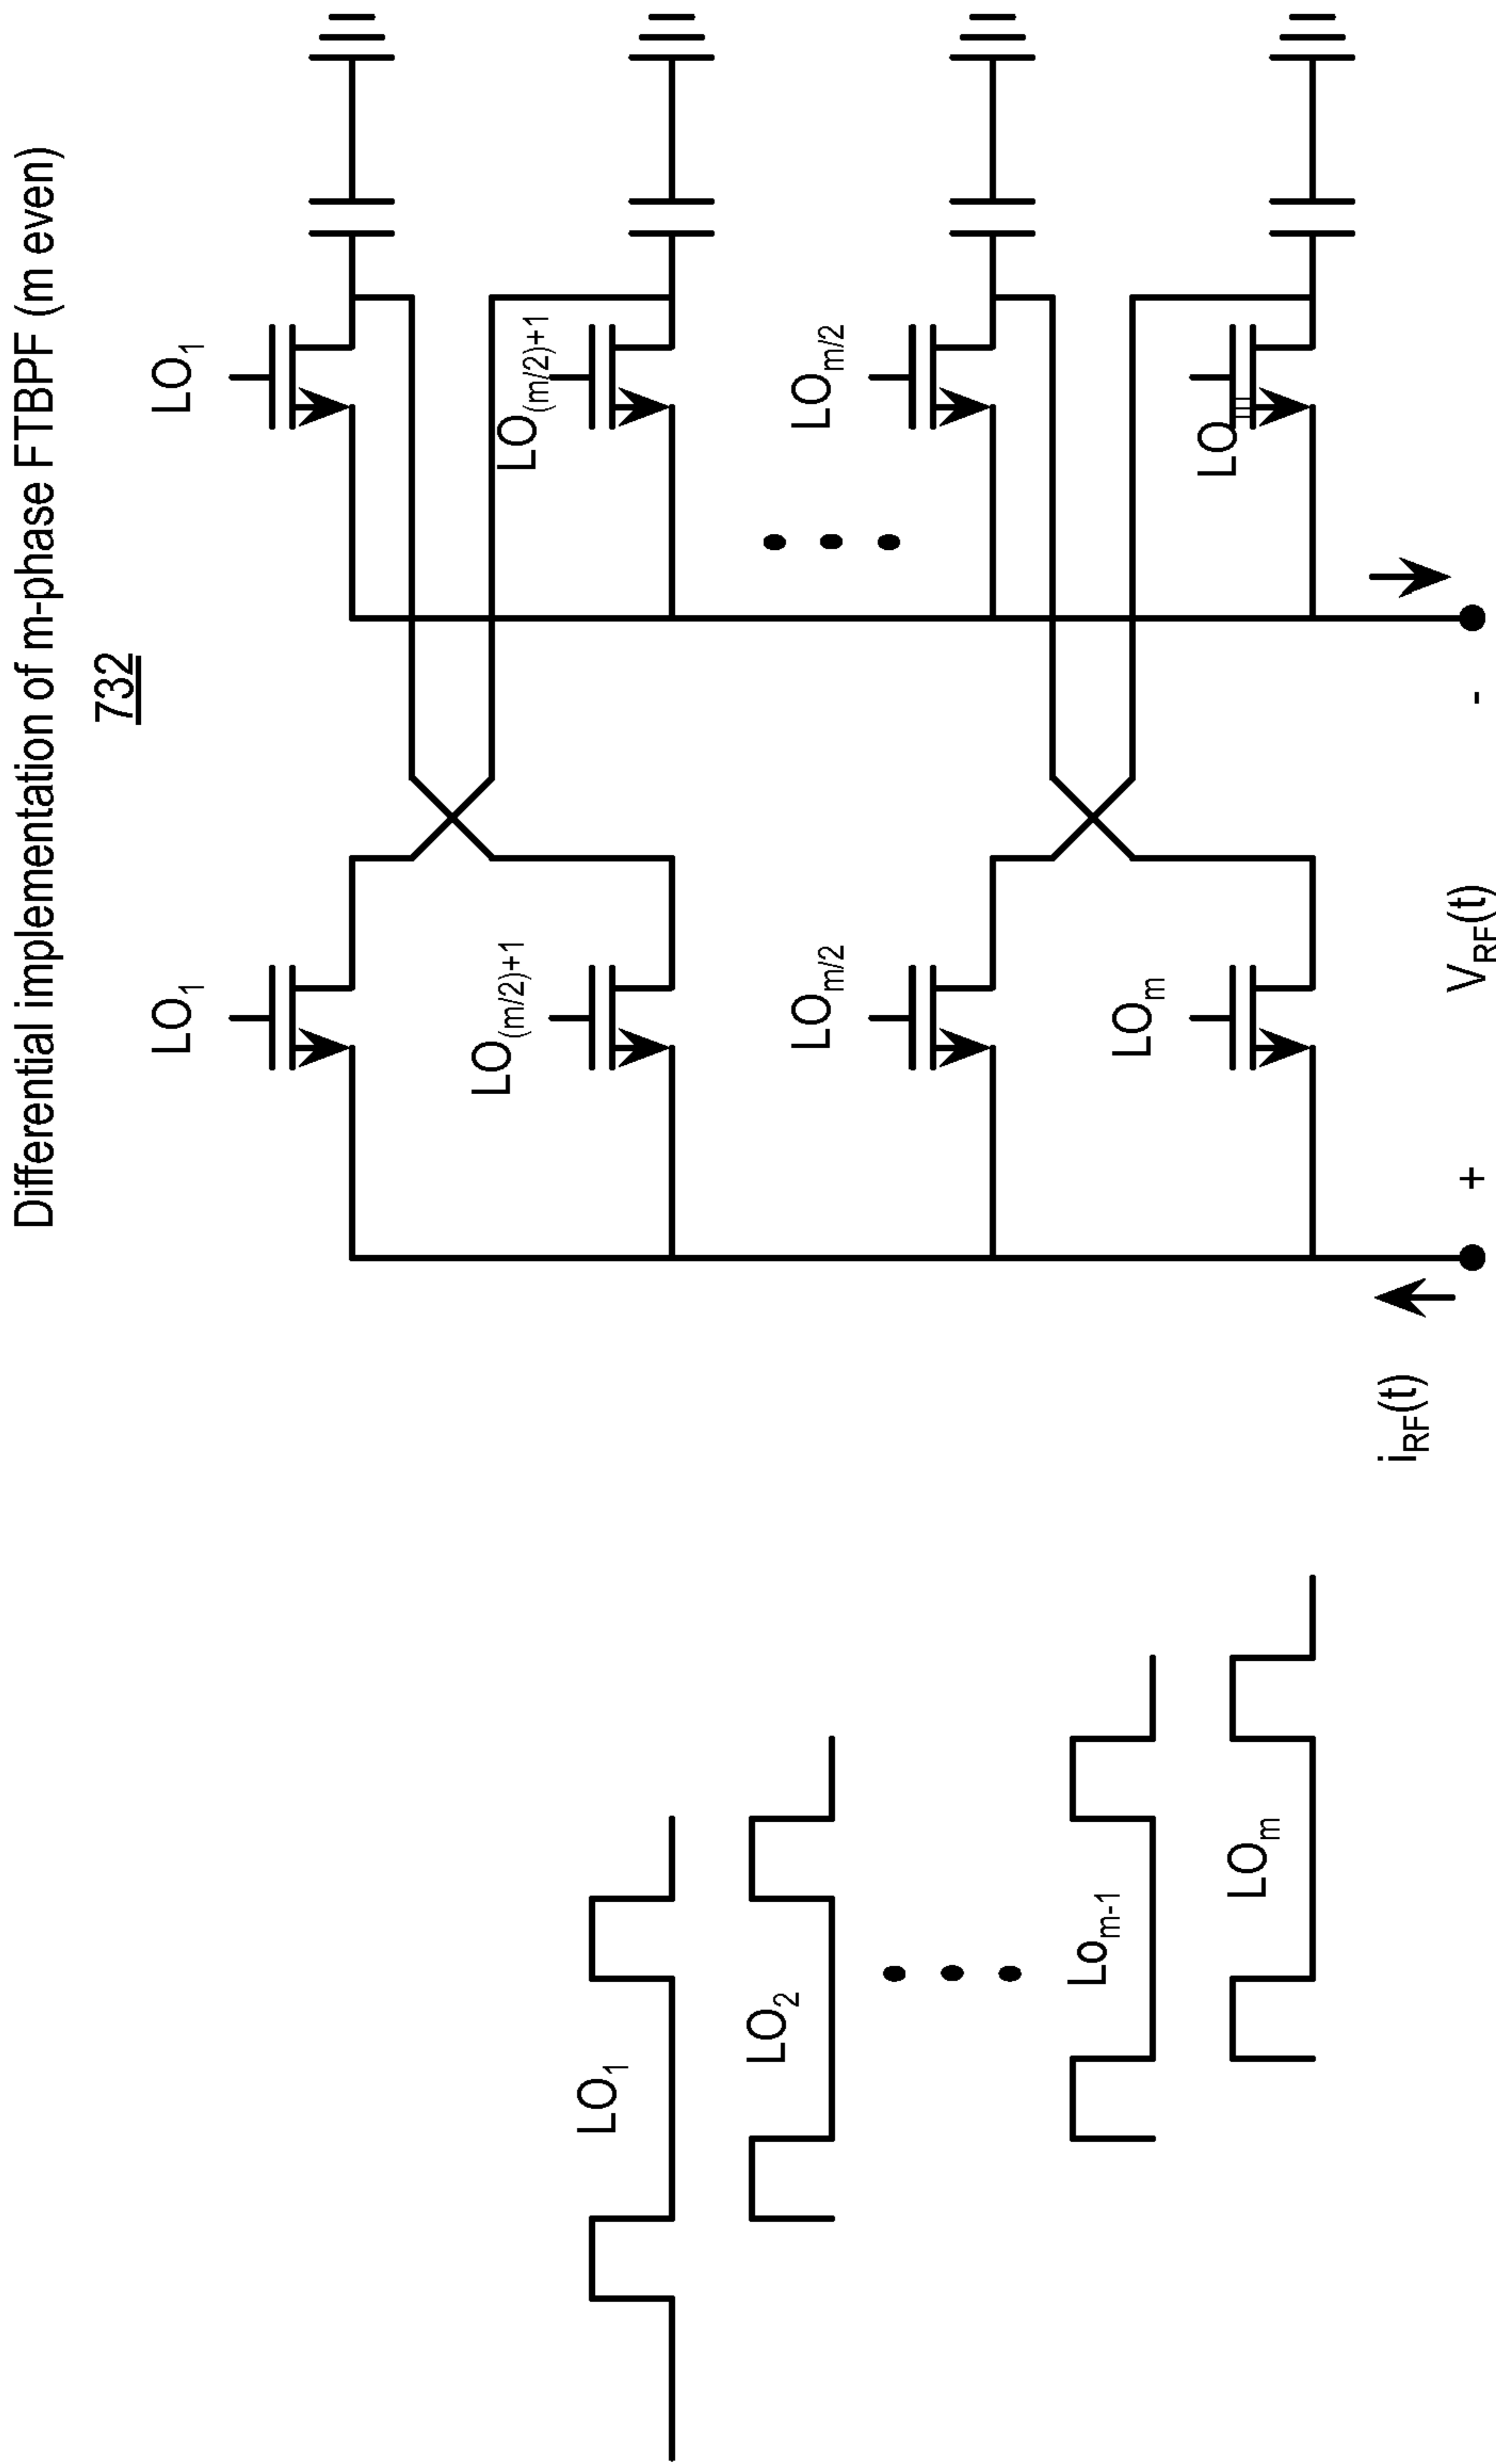 Differential implementation of m-phase FTBPF (m even)
732
LO1
LO1
LO(m/2)+1
LO(m/2)+1
LO1
LO2
LOm/2
LOm/2
Lom-1
LOm
LOm
LOm
iRF(t)
+ VRF(t) -